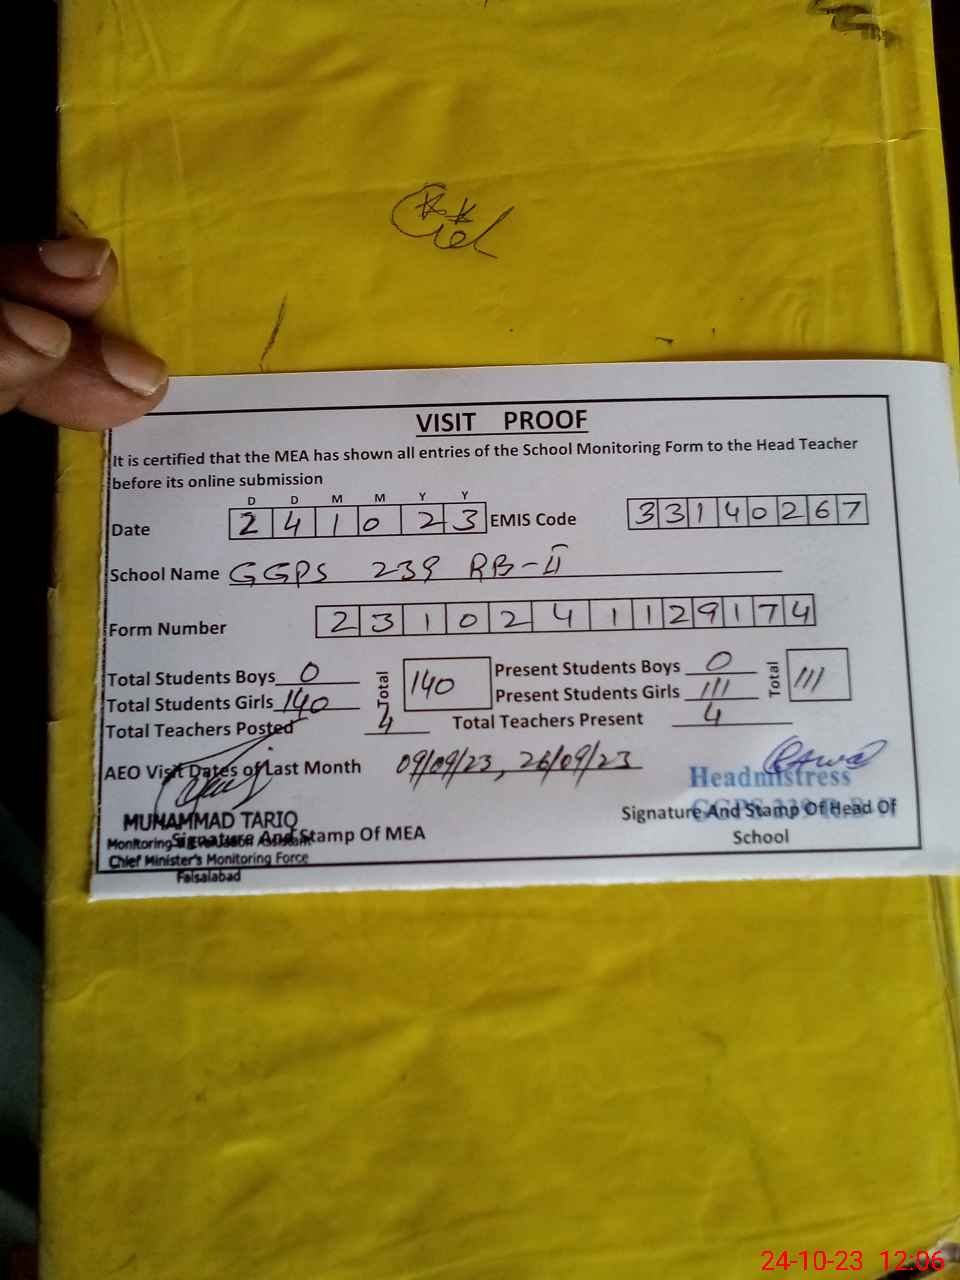 VISIT PROOF
It is certified that the MEA has shown all entries of the School Monitoring Form to the Head Teacher
before its online submission
D D M M Y Y
Date 2 4 1 0 2 3 EMIS Code 3 3 1 4 0 2 6 7
School Name GGPS 239 RB-II
Form Number 2 3 1 0 2 4 1 1 2 9 1 7 4
Total Students Boys 0 Total 140 Present Students Boys 0 Total 111
Total Students Girls 140 Present Students Girls 111
Total Teachers Posted 4 Total Teachers Present 4
AEO Visit Dates of Last Month 09/09/23, 26/09/23
Headmistress
MUHAMMAD TARIQ
Signature And Stamp Of MEA
Monitoring & Evaluation Assistant
Chief Minister's Monitoring Force
Faisalabad
Signature And Stamp Of Head Of
School
24-10-23 12:06